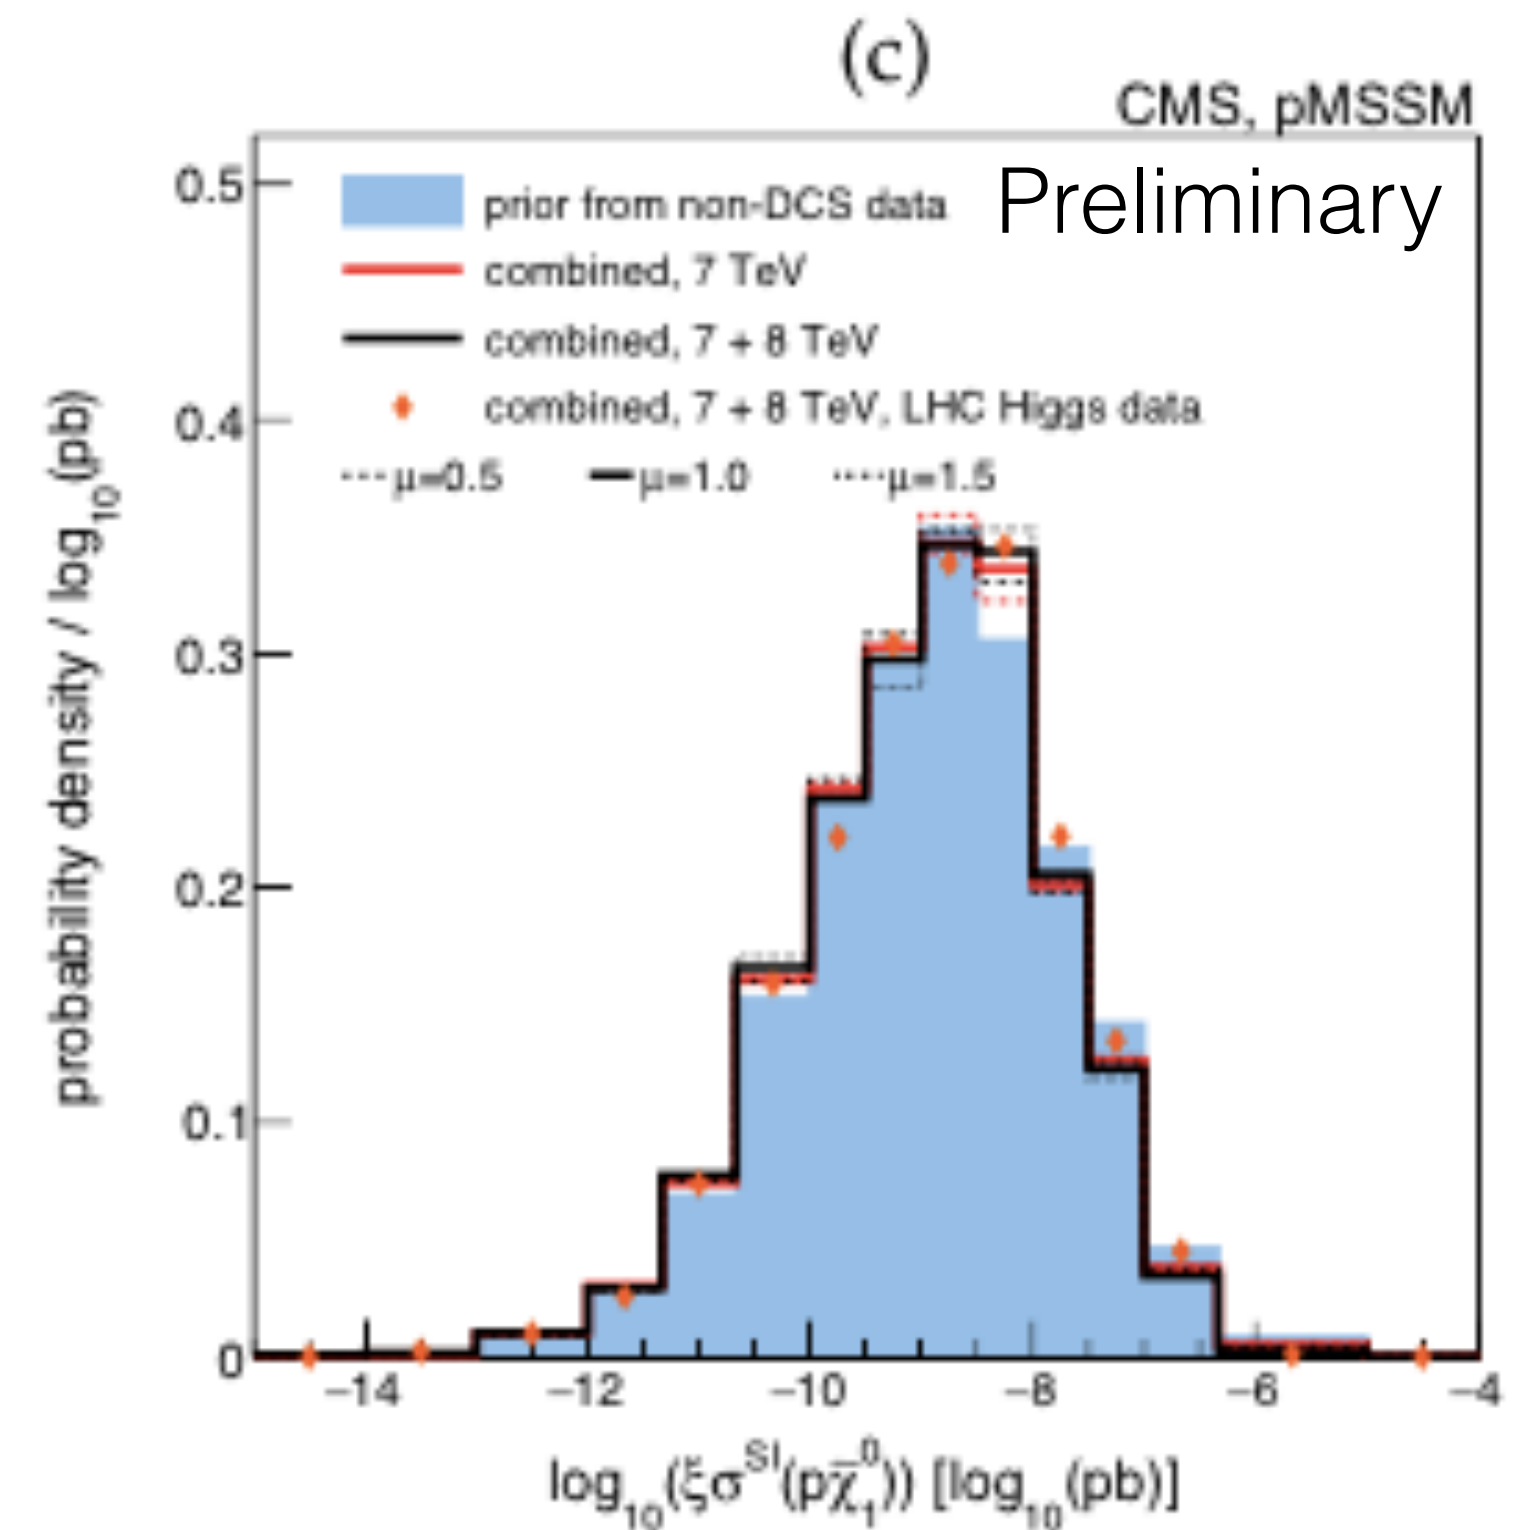 (c)
CMS, pMSSM
Preliminary
prior from non-DCS data
combined, 7 TeV
combined, 7 + 8 TeV
combined, 7 + 8 TeV, LHC Higgs data
μ=0.5 μ=1.0 μ=1.5
probability density / log₁₀(pb)
0.5
0.4
0.3
0.2
0.1
0
−14 −12 −10 −8 −6 −4
log₁₀(ξσ^SI(pχ̃₁⁰)) [log₁₀(pb)]